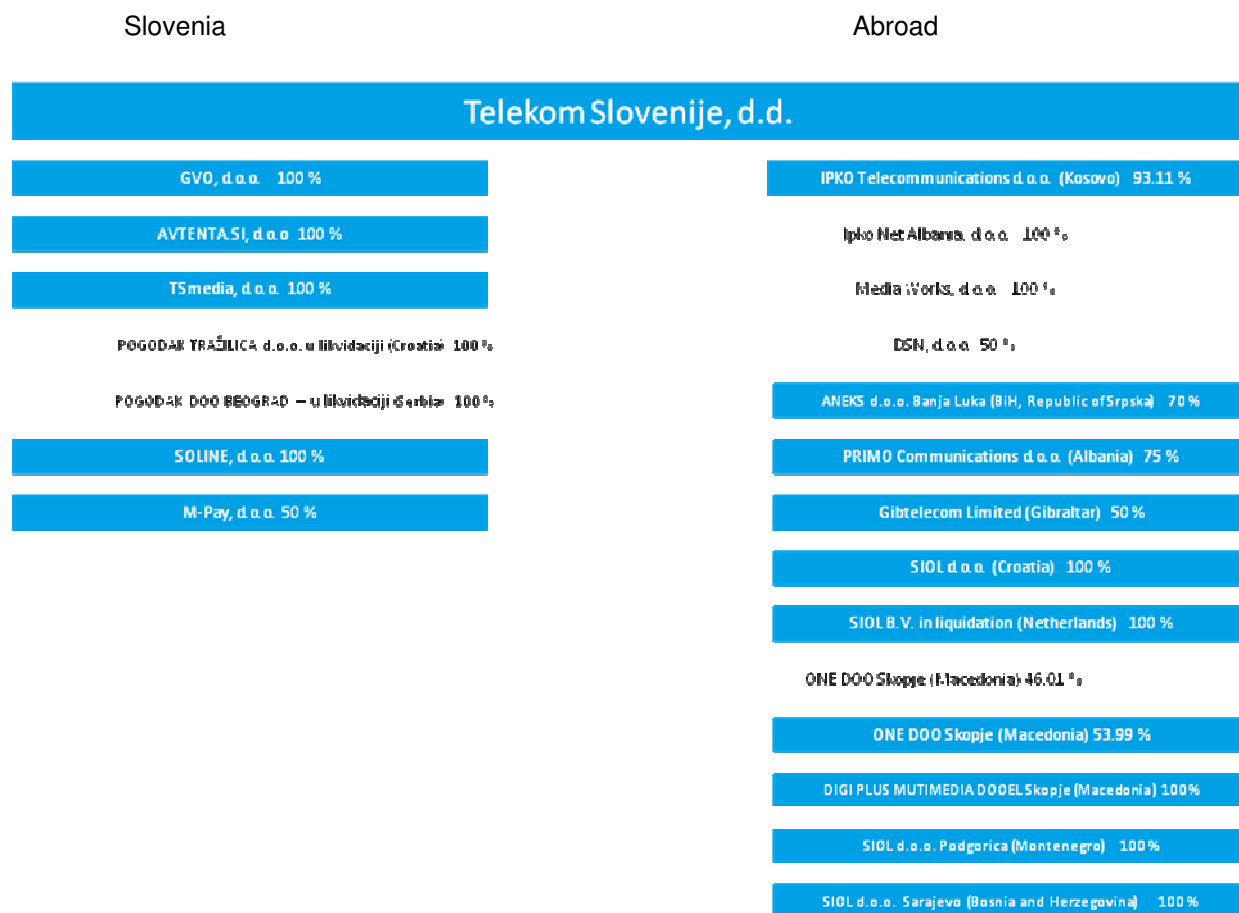 Slovenia
Abroad
Telekom Slovenije, d.d.
GVO, d.o.o. 100 %
AVTENTA.SI, d.o.o 100 %
TSmedia, d.o.o. 100 %
POGODAK TRAŽILICA d.o.o. u likvidaciji (Croatia) 100 %
POGODAK DOO BEOGRAD – u likvidaciji (Serbia) 100 %
SOLINE, d.o.o. 100 %
M-Pay, d.o.o. 50 %
IPKO Telecommunications d.o.o. (Kosovo) 93.11 %
Ipko Net Albania, d.o.o. 100 %
Media Works, d.o.o. 100 %
DSN, d.o.o. 50 %
ANEKS d.o.o. Banja Luka (BiH, Republic of Srpska) 70 %
PRIMO Communications d.o.o. (Albania) 75 %
Gibtelecom Limited (Gibraltar) 50 %
SIOL d.o.o. (Croatia) 100 %
SIOL B.V. in liquidation (Netherlands) 100 %
ONE DOO Skopje (Macedonia) 46.01 %
ONE DOO Skopje (Macedonia) 53.99 %
DIGI PLUS MUTIMEDIA DOOEL Skopje (Macedonia) 100%
SIOL d.o.o. Podgorica (Montenegro) 100 %
SIOL d.o.o. Sarajevo (Bosnia and Herzegovina) 100 %